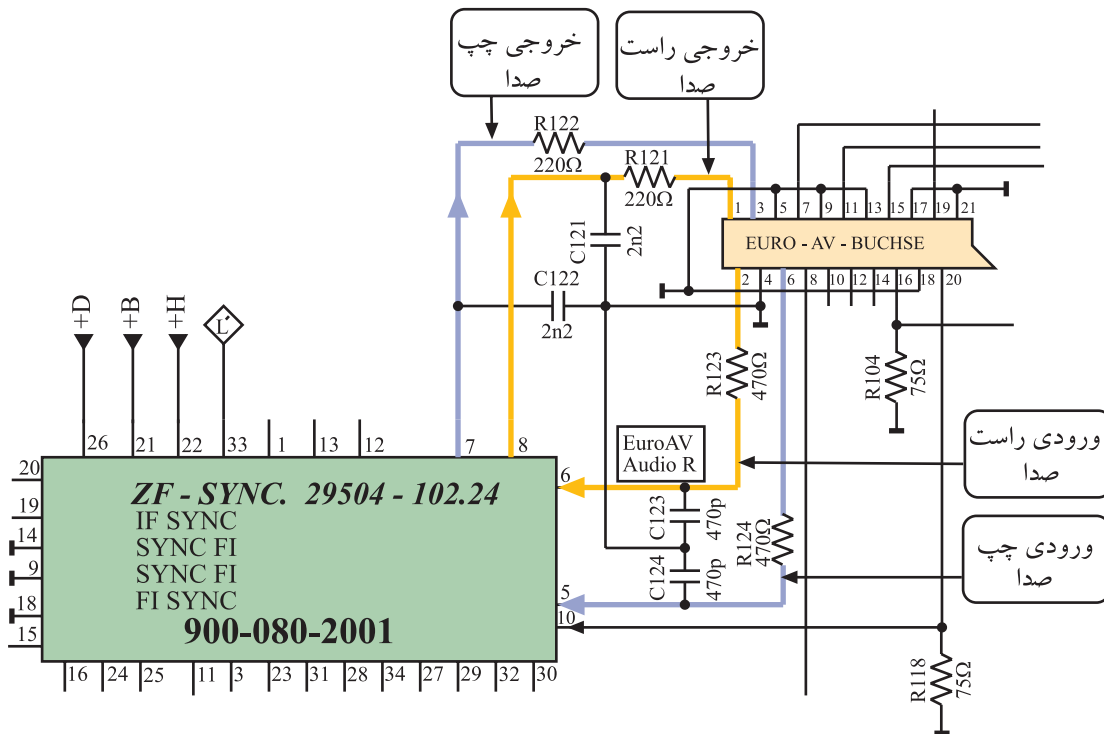 خروجی چپ
صدا
خروجی راست
صدا
R122
220Ω
R121
220Ω
1 3 5 7 9 11 13 15 17 19 21
EURO - AV - BUCHSE
2 4 6 8 10 12 14 16 18 20
C121
2n2
C122
2n2
+D
+B
+H
L'
R123
470Ω
R104
75Ω
ورودی راست
صدا
EuroAV
Audio R
26 21 22 33 1 13 12 7 8
20
19
14
9
18
15
6
5
10
ZF - SYNC. 29504 - 102.24
IF SYNC
SYNC FI
SYNC FI
FI SYNC
900-080-2001
C123
470p
C124
470p
R124
470Ω
ورودی چپ
صدا
R118
75Ω
16 24 25 11 3 23 31 28 34 27 29 32 30